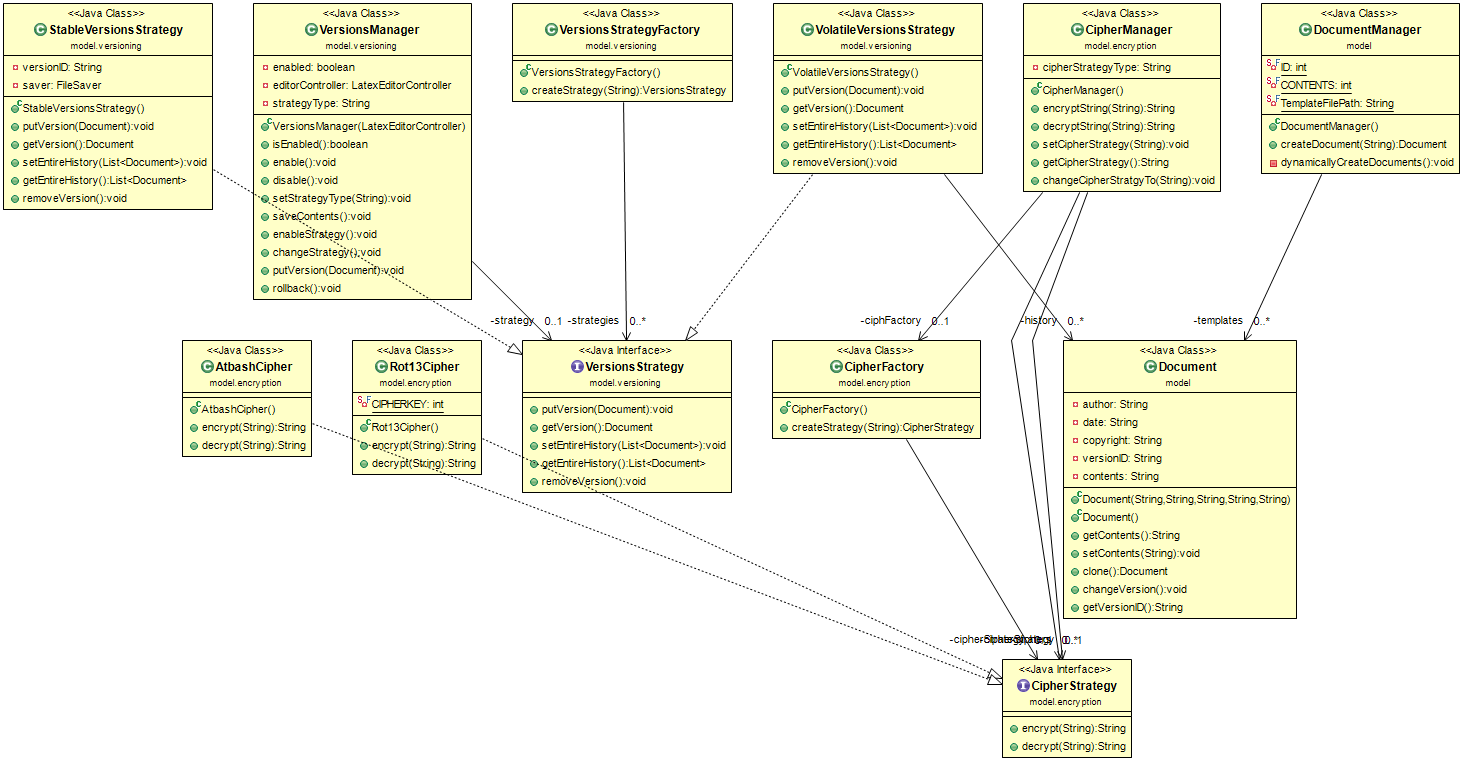 <<Java Class>>
StableVersionsStrategy
model.versioning
versionID: String
saver: FileSaver
StableVersionsStrategy()
putVersion(Document):void
getVersion():Document
setEntireHistory(List<Document>):void
getEntireHistory():List<Document>
removeVersion():void
<<Java Class>>
VersionsManager
model.versioning
enabled: boolean
editorController: LatexEditorController
strategyType: String
VersionsManager(LatexEditorController)
isEnabled():boolean
enable():void
disable():void
setStrategyType(String):void
saveContents():void
enableStrategy():void
changeStrategy():void
putVersion(Document):void
rollback():void
<<Java Class>>
VersionsStrategyFactory
model.versioning
VersionsStrategyFactory()
createStrategy(String):VersionsStrategy
<<Java Class>>
VolatileVersionsStrategy
model.versioning
VolatileVersionsStrategy()
putVersion(Document):void
getVersion():Document
setEntireHistory(List<Document>):void
getEntireHistory():List<Document>
removeVersion():void
<<Java Class>>
CipherManager
model.encryption
cipherStrategyType: String
CipherManager()
encryptString(String):String
decryptString(String):String
setCipherStrategy(String):void
getCipherStrategy():String
changeCipherStratgyTo(String):void
<<Java Class>>
DocumentManager
model
ID: int
CONTENTS: int
TemplateFilePath: String
DocumentManager()
createDocument(String):Document
dynamicallyCreateDocuments():void
-strategy 0..1
-strategies 0..*
-ciphFactory 0..1
-history 0..*
-templates 0..*
<<Java Class>>
AtbashCipher
model.encryption
AtbashCipher()
encrypt(String):String
decrypt(String):String
<<Java Class>>
Rot13Cipher
model.encryption
CIPHERKEY: int
Rot13Cipher()
encrypt(String):String
decrypt(String):String
<<Java Interface>>
VersionsStrategy
model.versioning
putVersion(Document):void
getVersion():Document
setEntireHistory(List<Document>):void
getEntireHistory():List<Document>
removeVersion():void
<<Java Class>>
CipherFactory
model.encryption
CipherFactory()
createStrategy(String):CipherStrategy
<<Java Class>>
Document
model
author: String
date: String
copyright: String
versionID: String
contents: String
Document(String,String,String,String,String)
Document()
getContents():String
setContents(String):void
clone():Document
changeVersion():void
getVersionID():String
<<Java Interface>>
CipherStrategy
model.encryption
encrypt(String):String
decrypt(String):String